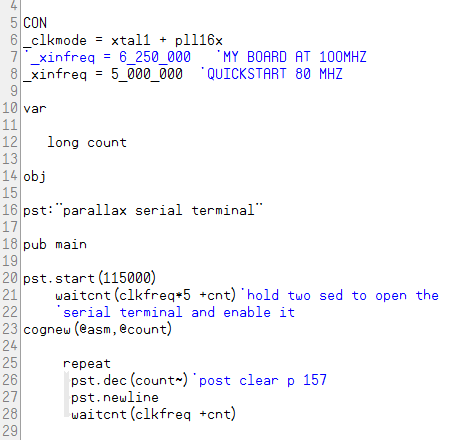 4
5 CON
6 _clkmode = xtal1 + pll16x
7 '_xinfreq = 6_250_000   'MY BOARD AT 100MHZ
8 _xinfreq = 5_000_000  'QUICKSTART 80 MHZ
9
10 var
11
12    long count
13
14 obj
15
16 pst:"parallax serial terminal"
17
18 pub main
19
20 pst.start(115000)
21     waitcnt(clkfreq*5 +cnt)'hold two sed to open the
22     'serial terminal and enable it
23 cognew(@asm,@count)
24
25      repeat
26       pst.dec(count~)'post clear p 157
27       pst.newline
28       waitcnt(clkfreq +cnt)
29